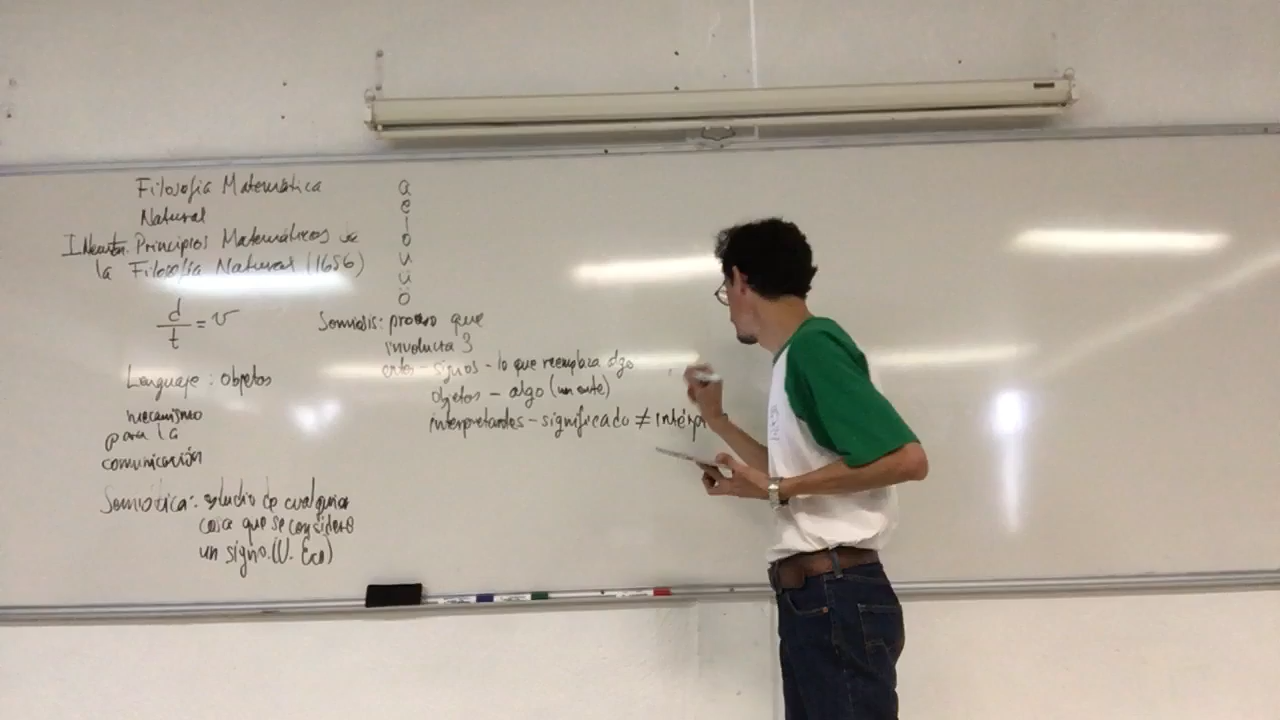 Filosofía Matemática
Natural
I. Newton. Principios Matemáticos de
la Filosofía Natural (1656)
d
t
= v
Lenguaje : objetos
mecanismo
para la
comunicación
Semiótica: estudio de cualquier
cosa que se considere
un signo. (U. Eco)
a
e
i
o
u
ü
ö
Semiosis: proceso que
involucra 3
entes - signos - lo que reemplaza algo
objetos - algo (un ente)
interpretantes - significado ≠ intérpr